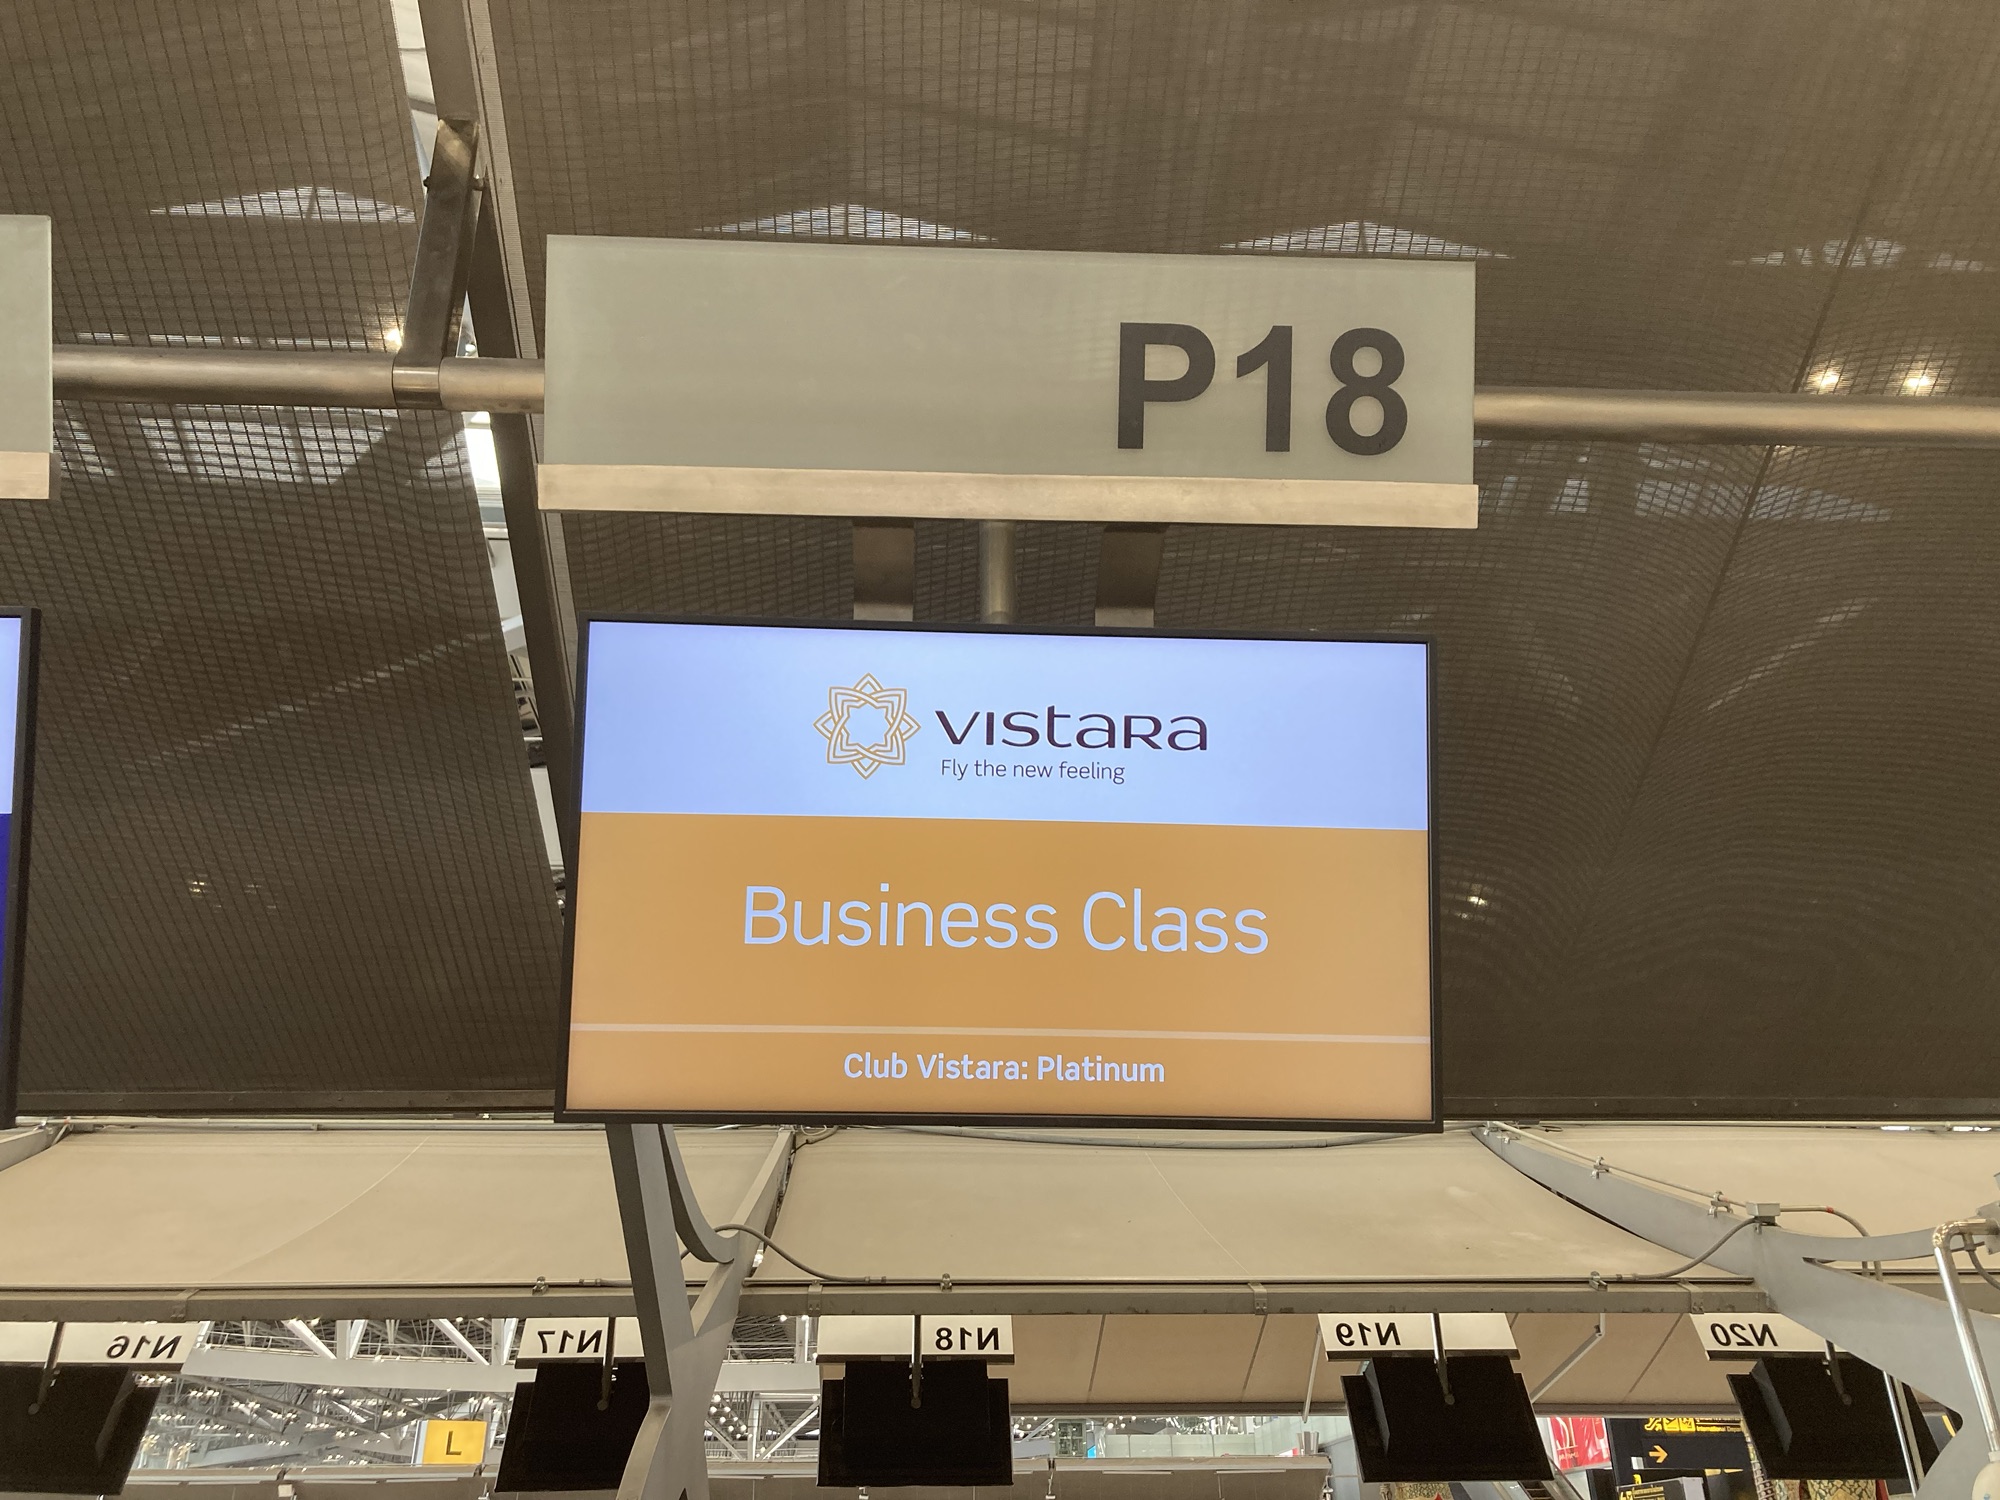 P18
vistara
Fly the new feeling
Business Class
Club Vistara: Platinum
N16
N17
N18
N19
N20
L